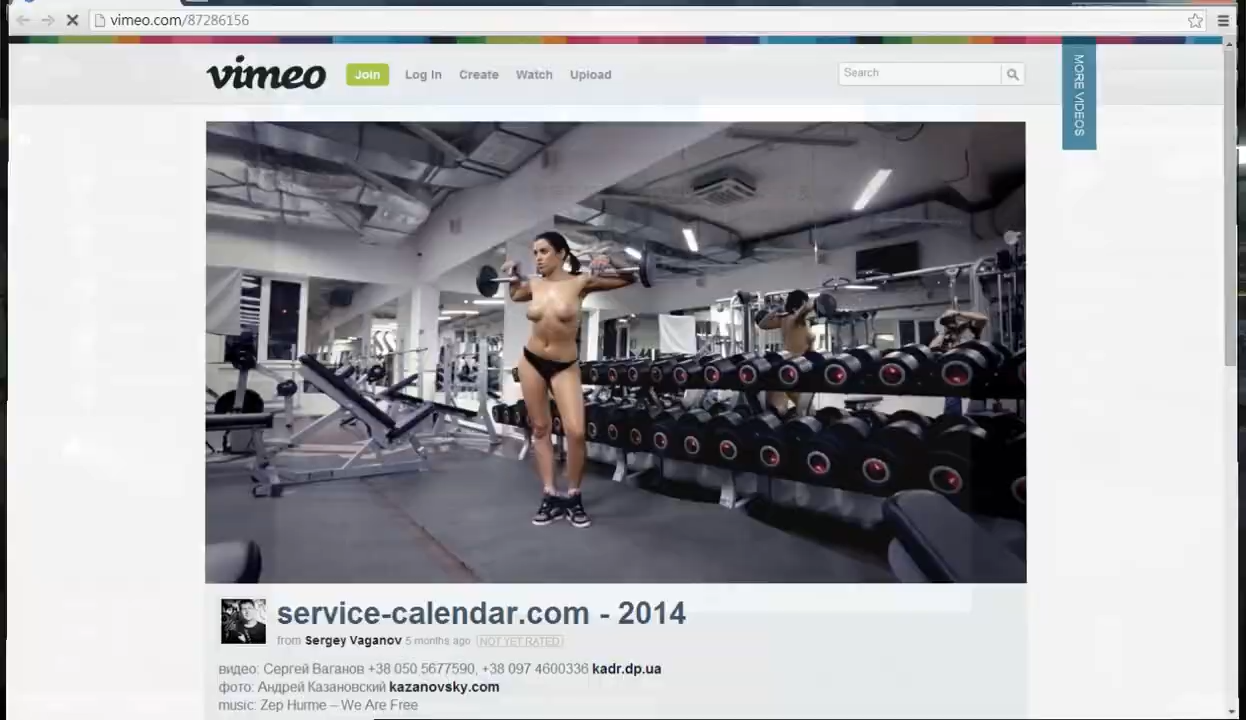 vimeo.com/87286156
vimeo
Join
Log In
Create
Watch
Upload
Search
MORE VIDEOS
service-calendar.com - 2014
from Sergey Vaganov 5 months ago NOT YET RATED
видео: Сергей Ваганов +38 050 5677590, +38 097 4600336 kadr.dp.ua
фото: Андрей Казановский kazanovsky.com
music: Zep Hurme – We Are Free